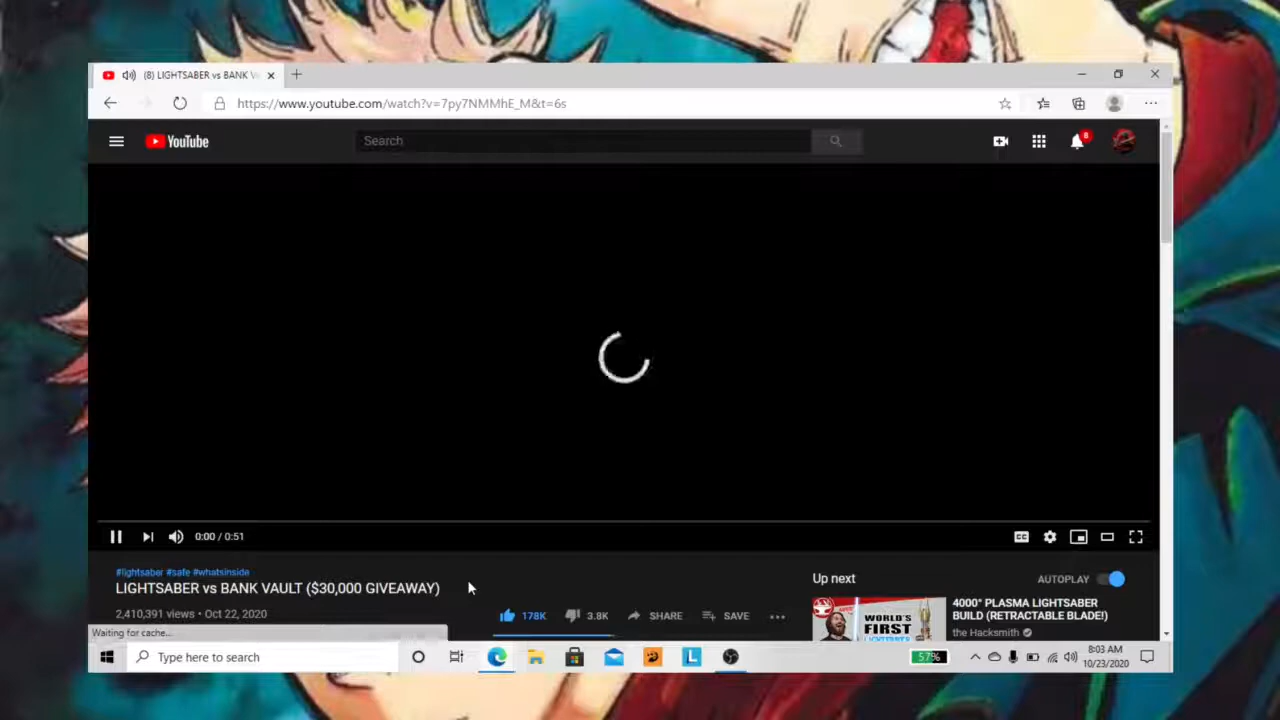 (8) LIGHTSABER vs BANK V
https://www.youtube.com/watch?v=7py7NMMhE_M&t=6s
YouTube
Search
8
0:00 / 0:51
CC
#lightsaber #safe #whatsinside
LIGHTSABER vs BANK VAULT ($30,000 GIVEAWAY)
2,410,391 views • Oct 22, 2020
178K
3.8K
SHARE
SAVE
Up next
AUTOPLAY
WORLD'S
FIRST
4000° PLASMA LIGHTSABER
BUILD (RETRACTABLE BLADE!)
the Hacksmith
Waiting for cache...
Type here to search
L
57%
8:03 AM
10/23/2020